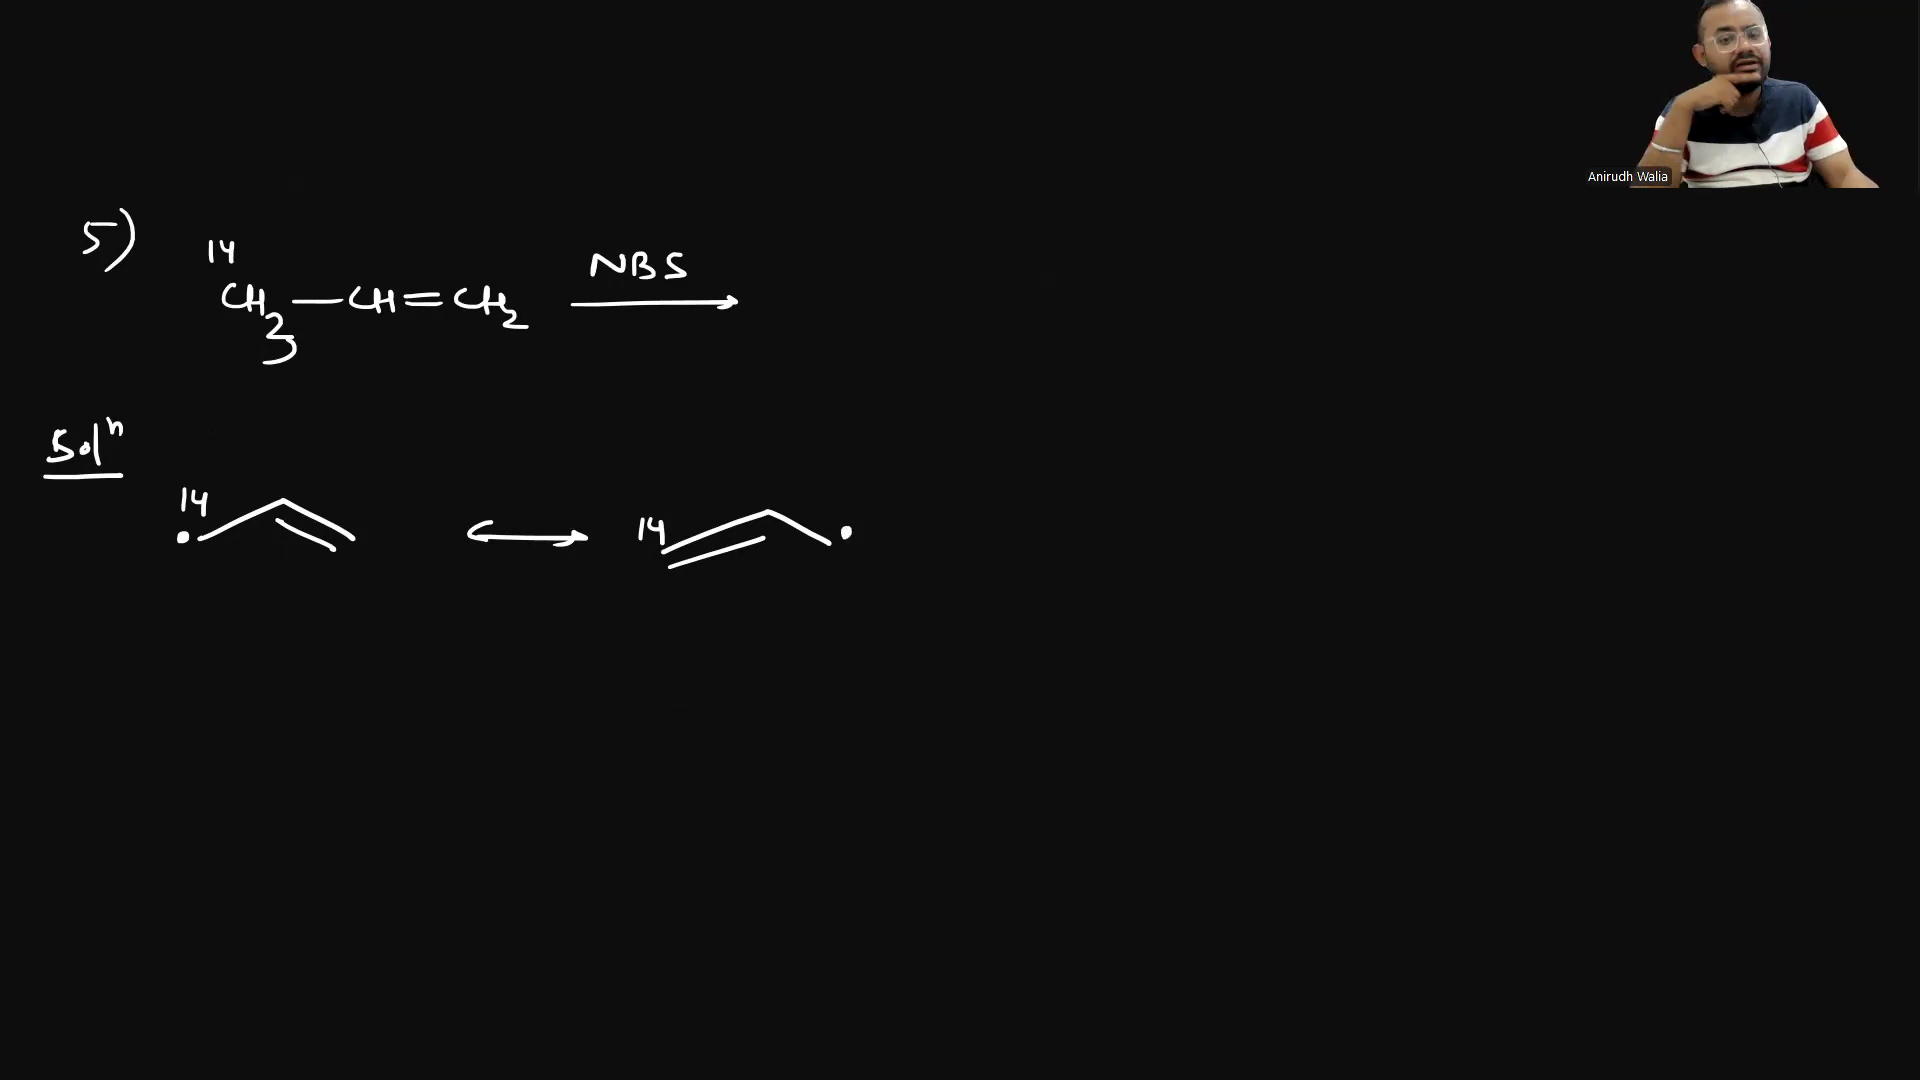 Anirudh Walia
5)
14
CH3—CH=CH2 NBS
Solⁿ
14 14